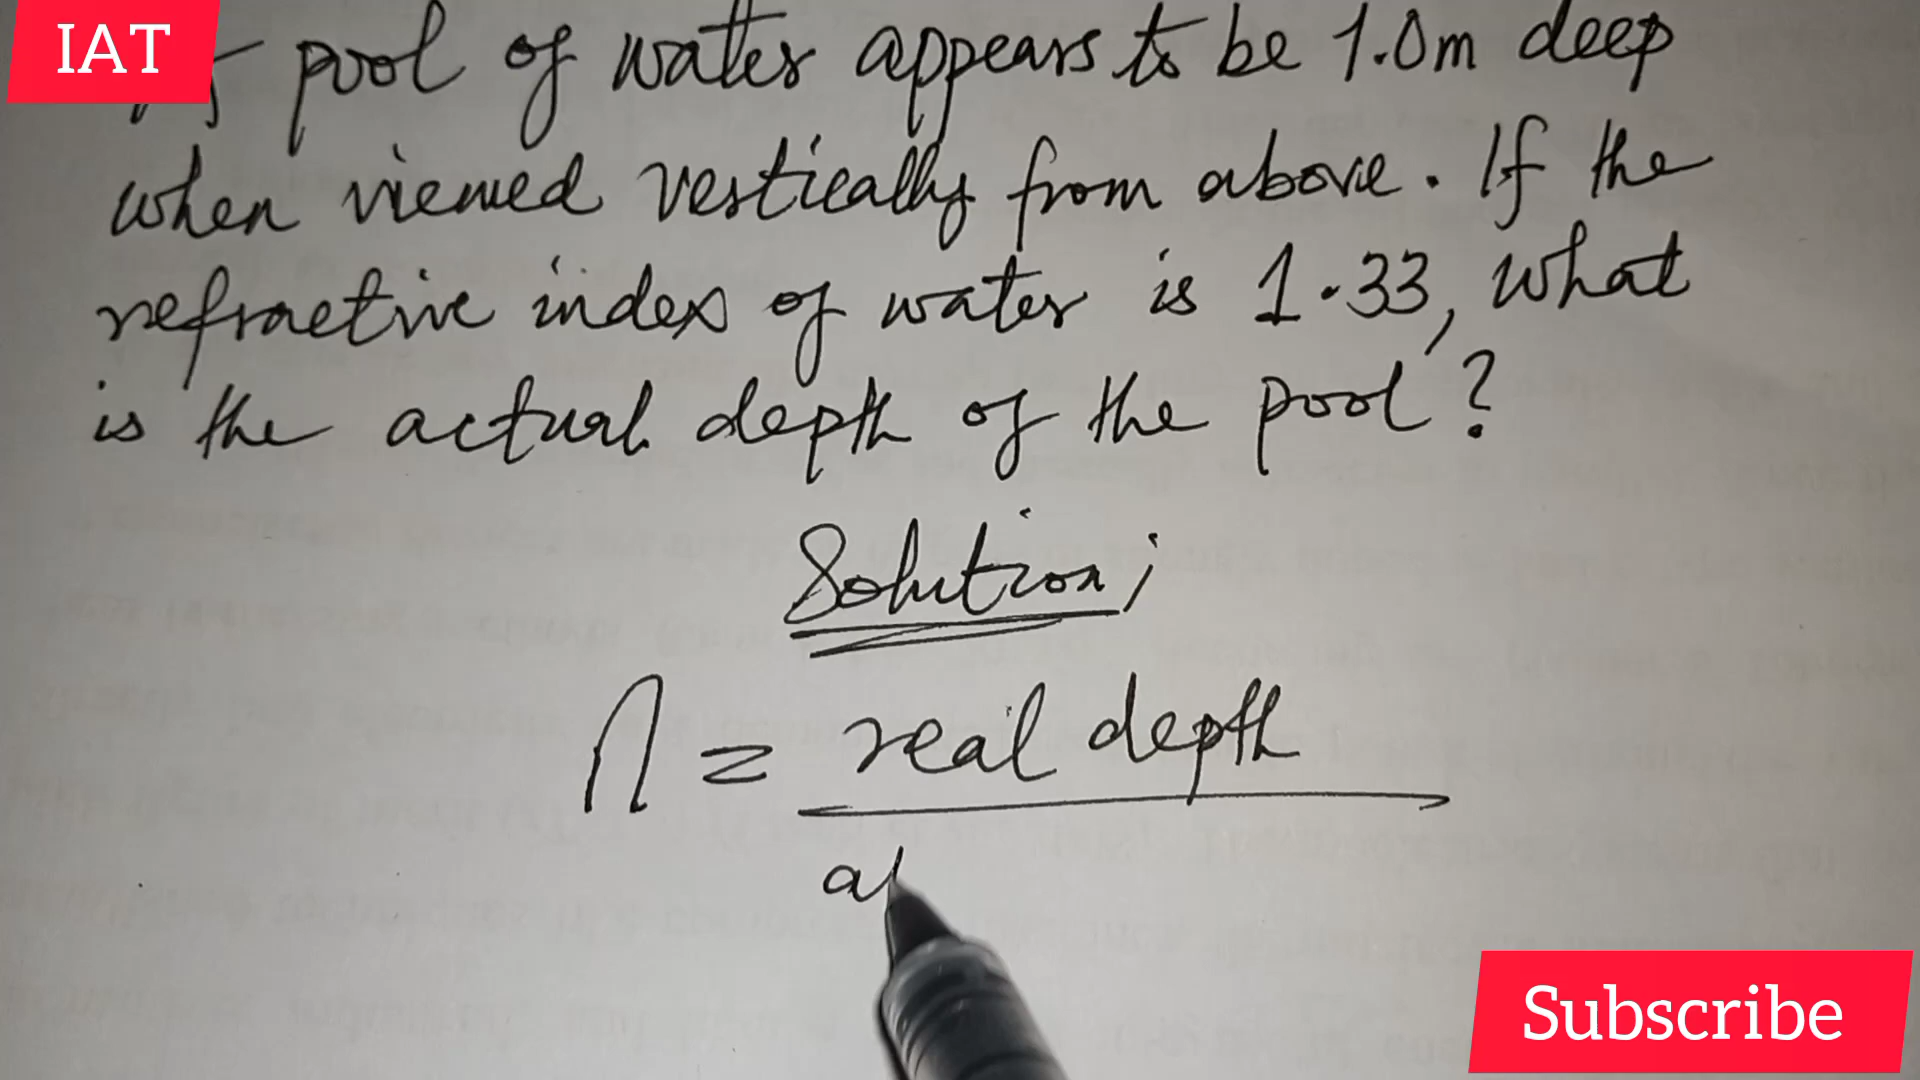 IAT
pool of water appears to be 1.0m deep
when viewed vertically from above. If the
refractive index of water is 1.33, what
is the actual depth of the pool?
Solution;
n = real depth
Subscribe